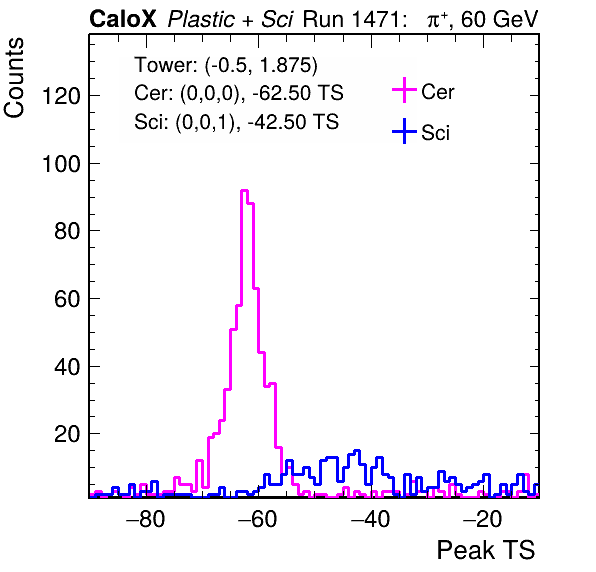 CaloX Plastic + Sci Run 1471: π⁺, 60 GeV
Counts
Tower: (-0.5, 1.875)
Cer: (0,0,0), -62.50 TS
Sci: (0,0,1), -42.50 TS
Cer
Sci
120
100
80
60
40
20
−80 −60 −40 −20
Peak TS